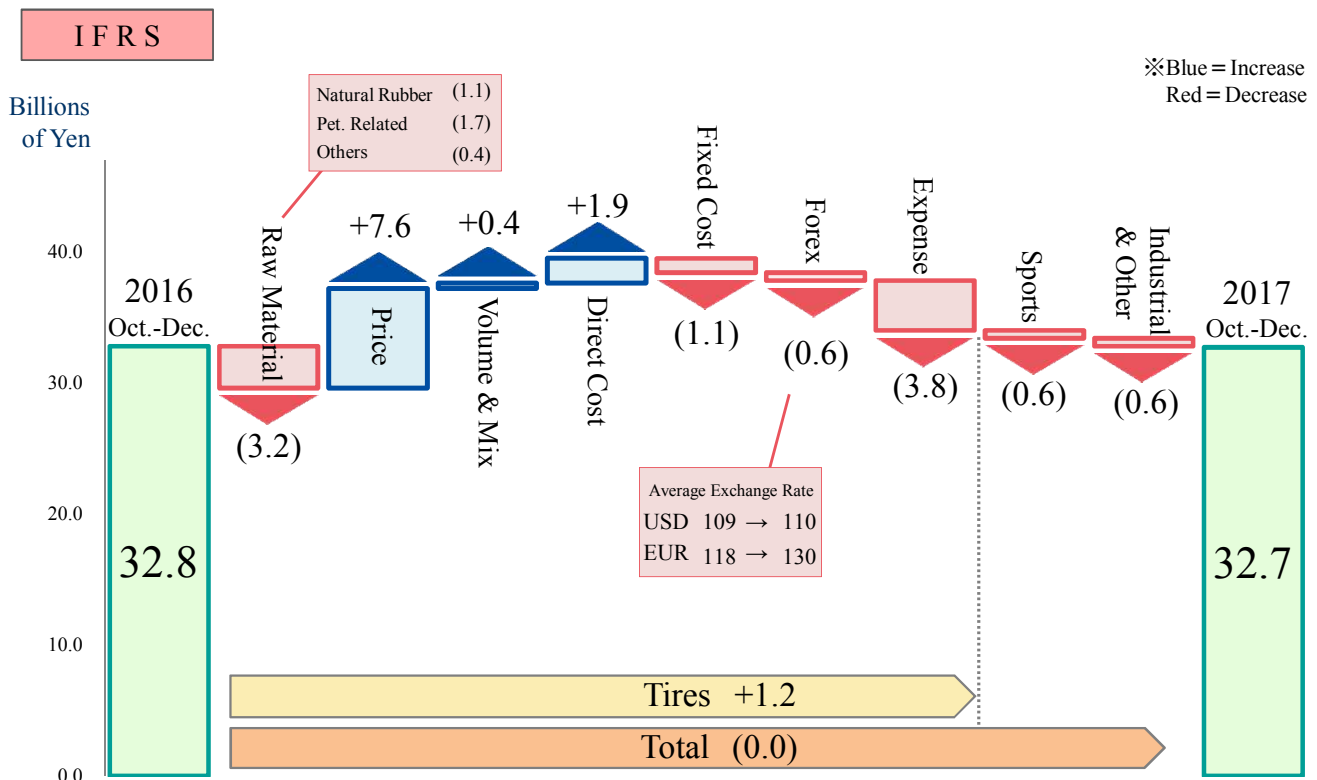 IFRS
※Blue = Increase
Red = Decrease
Billions
of Yen
Natural Rubber (1.1)
Pet. Related (1.7)
Others (0.4)
40.0
30.0
20.0
10.0
0.0
2016
Oct.-Dec.
32.8
Raw Material
(3.2)
+7.6
Price
+0.4
Volume & Mix
+1.9
Direct Cost
Fixed Cost
(1.1)
Forex
(0.6)
Average Exchange Rate
USD 109 → 110
EUR 118 → 130
Expense
(3.8)
Sports
(0.6)
Industrial
& Other
(0.6)
2017
Oct.-Dec.
32.7
Tires +1.2
Total (0.0)